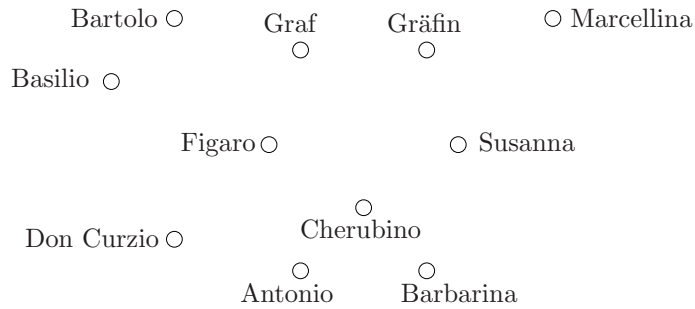 Bartolo
Graf
Gräfin
Marcellina
Basilio
Figaro
Susanna
Cherubino
Don Curzio
Antonio
Barbarina